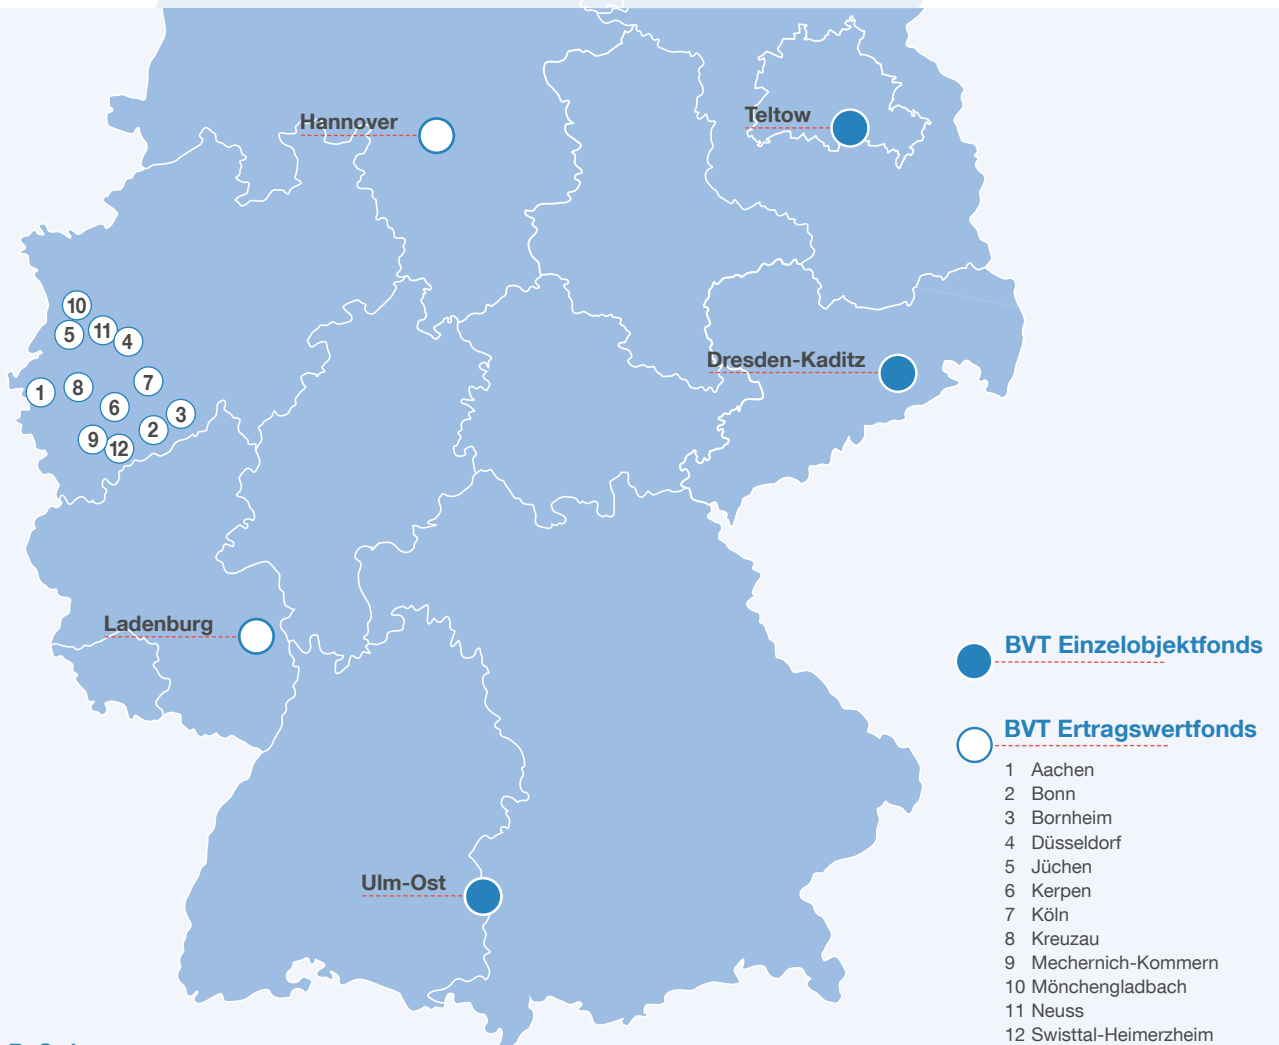 Hannover
Teltow
10
5
11
4
Dresden-Kaditz
1
8
7
6
3
2
9
12
Ladenburg
BVT Einzelobjektfonds
BVT Ertragswertfonds
1 Aachen
2 Bonn
3 Bornheim
4 Düsseldorf
5 Jüchen
6 Kerpen
7 Köln
8 Kreuzau
9 Mechernich-Kommern
10 Mönchengladbach
11 Neuss
12 Swisttal-Heimerzheim
Ulm-Ost